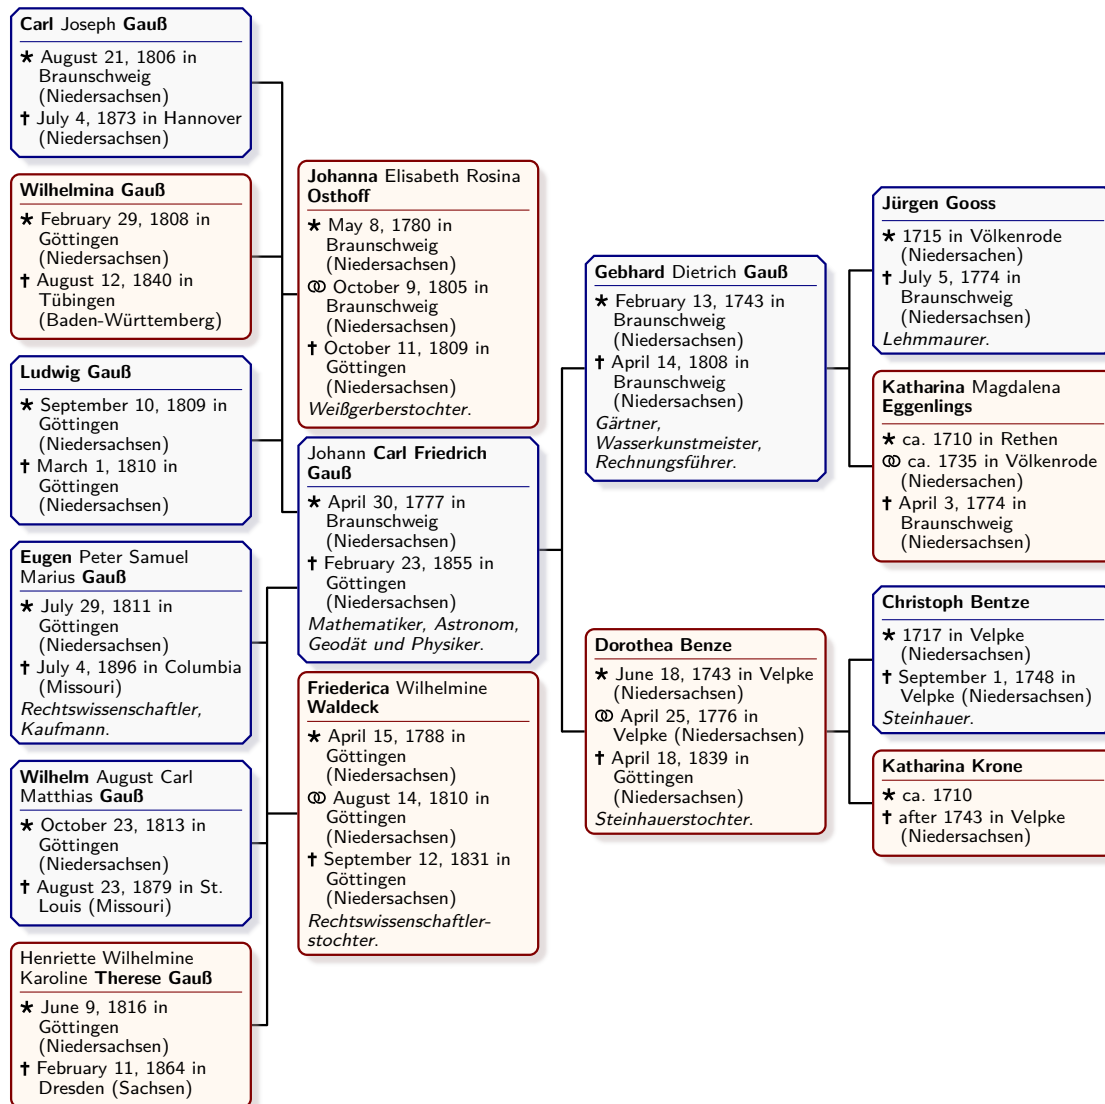 Carl Joseph Gauß
★ August 21, 1806 in
Braunschweig
(Niedersachsen)
† July 4, 1873 in Hannover
(Niedersachsen)
Wilhelmina Gauß
★ February 29, 1808 in
Göttingen
(Niedersachsen)
† August 12, 1840 in
Tübingen
(Baden-Württemberg)
Ludwig Gauß
★ September 10, 1809 in
Göttingen
(Niedersachsen)
† March 1, 1810 in
Göttingen
(Niedersachsen)
Eugen Peter Samuel
Marius Gauß
★ July 29, 1811 in
Göttingen
(Niedersachsen)
† July 4, 1896 in Columbia
(Missouri)
Rechtswissenschaftler,
Kaufmann.
Wilhelm August Carl
Matthias Gauß
★ October 23, 1813 in
Göttingen
(Niedersachsen)
† August 23, 1879 in St.
Louis (Missouri)
Henriette Wilhelmine
Karoline Therese Gauß
★ June 9, 1816 in
Göttingen
(Niedersachsen)
† February 11, 1864 in
Dresden (Sachsen)
Johanna Elisabeth Rosina
Osthoff
★ May 8, 1780 in
Braunschweig
(Niedersachsen)
⚭ October 9, 1805 in
Braunschweig
(Niedersachsen)
† October 11, 1809 in
Göttingen
(Niedersachsen)
Weißgerberstochter.
Johann Carl Friedrich
Gauß
★ April 30, 1777 in
Braunschweig
(Niedersachsen)
† February 23, 1855 in
Göttingen
(Niedersachsen)
Mathematiker, Astronom,
Geodät und Physiker.
Friederica Wilhelmine
Waldeck
★ April 15, 1788 in
Göttingen
(Niedersachsen)
⚭ August 14, 1810 in
Göttingen
(Niedersachsen)
† September 12, 1831 in
Göttingen
(Niedersachsen)
Rechtswissenschaftler-
stochter.
Gebhard Dietrich Gauß
★ February 13, 1743 in
Braunschweig
(Niedersachsen)
† April 14, 1808 in
Braunschweig
(Niedersachsen)
Gärtner,
Wasserkunstmeister,
Rechnungsführer.
Dorothea Benze
★ June 18, 1743 in Velpke
(Niedersachsen)
⚭ April 25, 1776 in
Velpke (Niedersachsen)
† April 18, 1839 in
Göttingen
(Niedersachsen)
Steinhauerstochter.
Jürgen Gooss
★ 1715 in Völkenrode
(Niedersachen)
† July 5, 1774 in
Braunschweig
(Niedersachsen)
Lehmmaurer.
Katharina Magdalena
Eggenlings
★ ca. 1710 in Rethen
⚭ ca. 1735 in Völkenrode
(Niedersachen)
† April 3, 1774 in
Braunschweig
(Niedersachsen)
Christoph Bentze
★ 1717 in Velpke
(Niedersachsen)
† September 1, 1748 in
Velpke (Niedersachsen)
Steinhauer.
Katharina Krone
★ ca. 1710
† after 1743 in Velpke
(Niedersachsen)